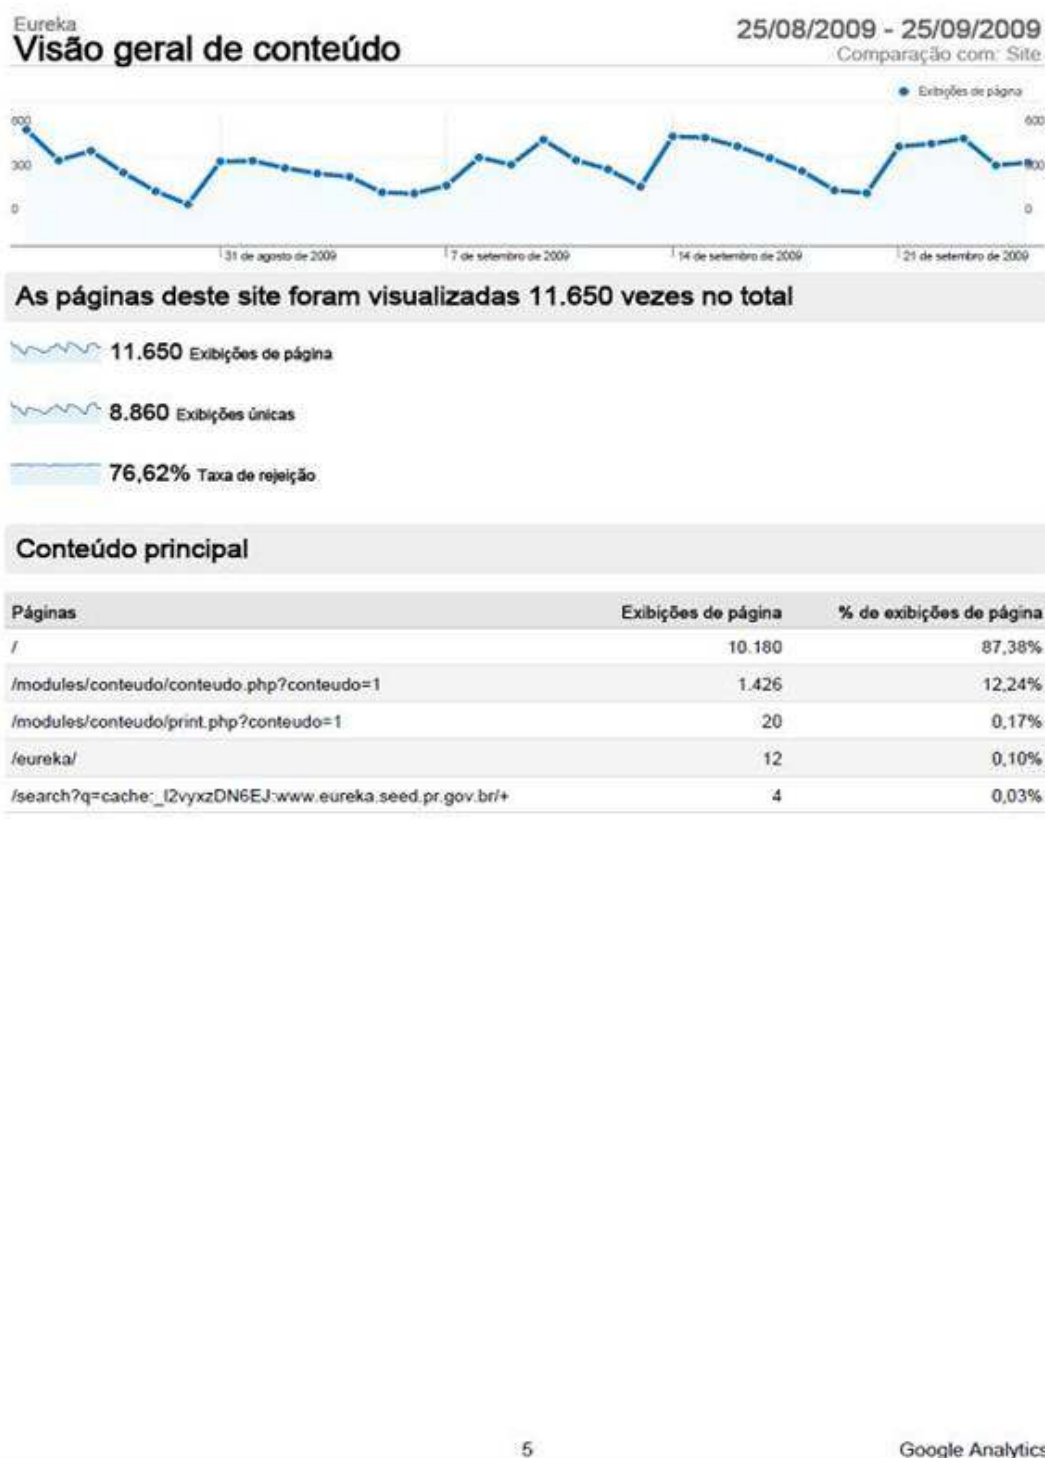 Eureka
Visão geral de conteúdo
25/08/2009 - 25/09/2009
Comparação com: Site
Exibições de página
600 600
300 300
0 0
31 de agosto de 2009 7 de setembro de 2009 14 de setembro de 2009 21 de setembro de 2009
As páginas deste site foram visualizadas 11.650 vezes no total
11.650 Exibições de página
8.860 Exibições únicas
76,62% Taxa de rejeição
Conteúdo principal
Páginas Exibições de página % de exibições de página
/ 10.180 87,38%
/modules/conteudo/conteudo.php?conteudo=1 1.426 12,24%
/modules/conteudo/print.php?conteudo=1 20 0,17%
/eureka/ 12 0,10%
/search?q=cache:_l2vyxzDN6EJ:www.eureka.seed.pr.gov.br/+ 4 0,03%
5 Google Analytics